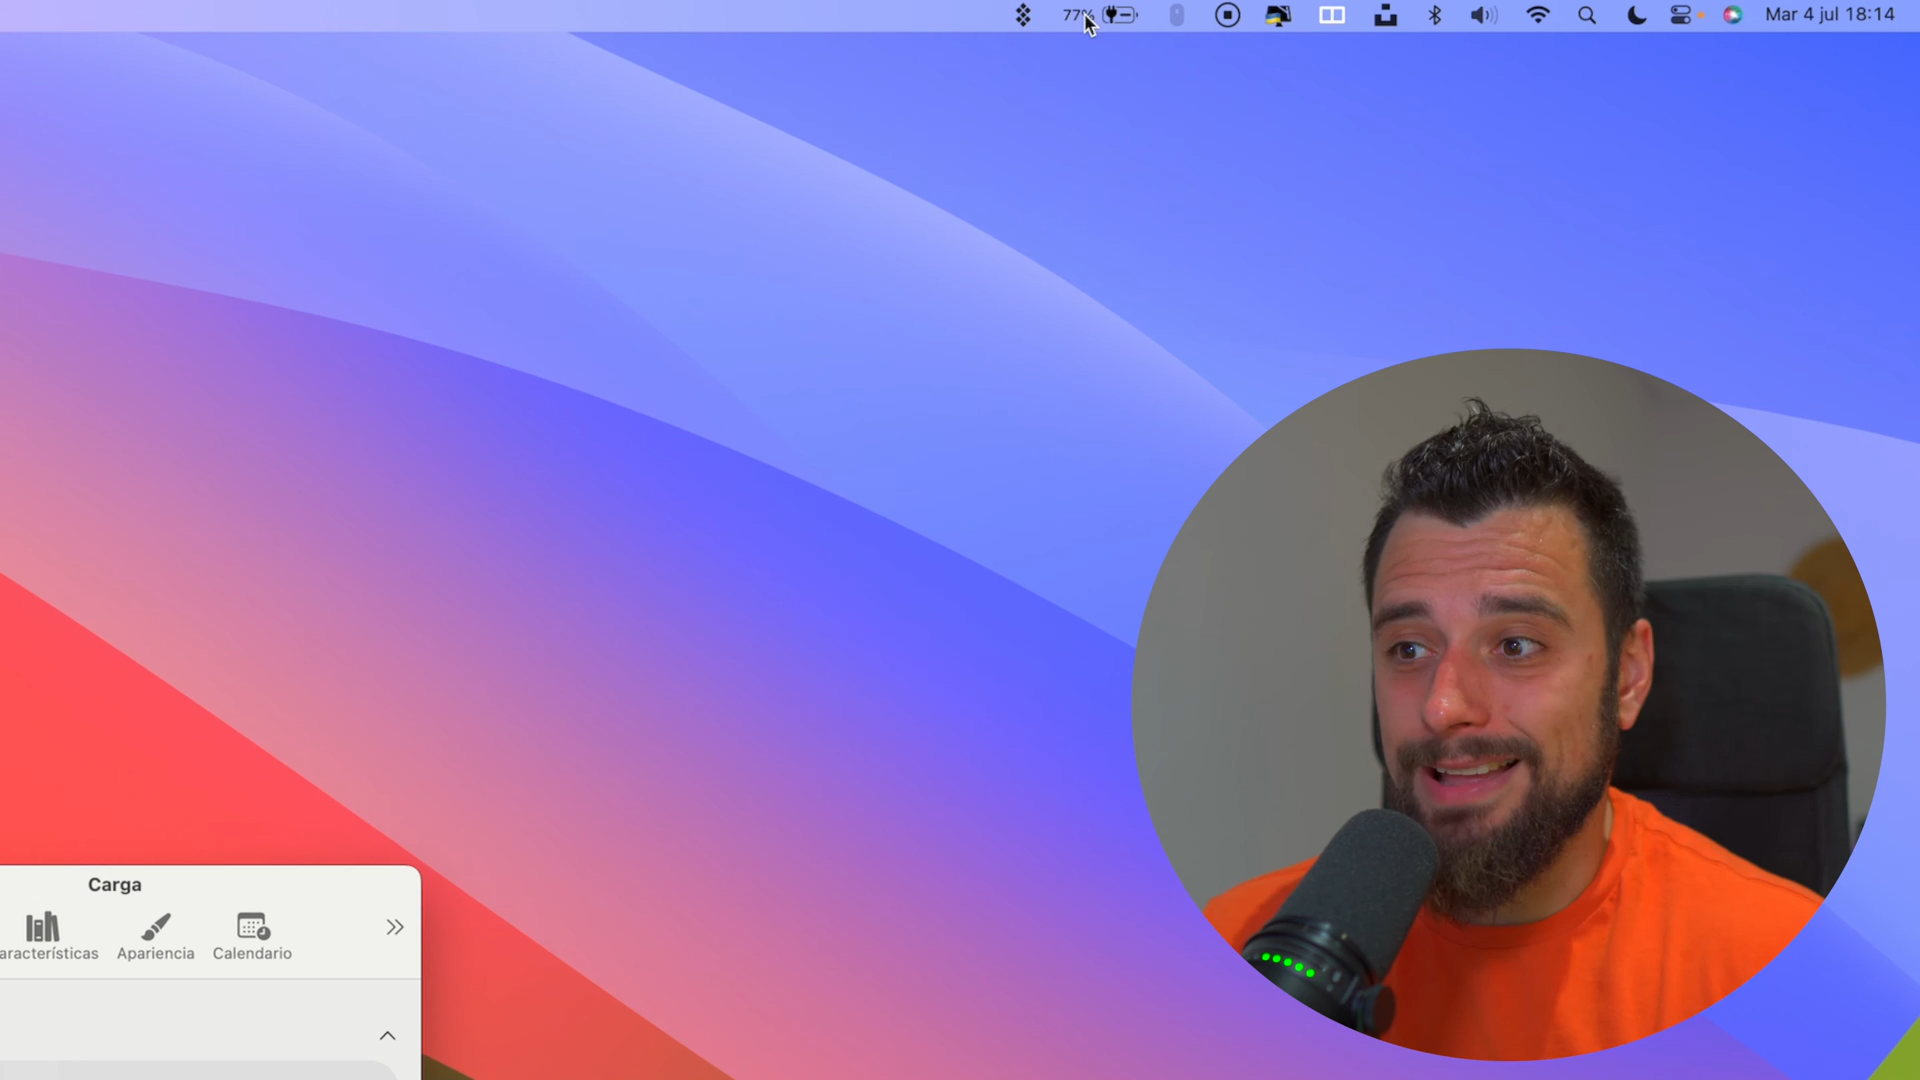 77%
Mar 4 jul 18:14
Carga
aracterísticas
Apariencia
Calendario